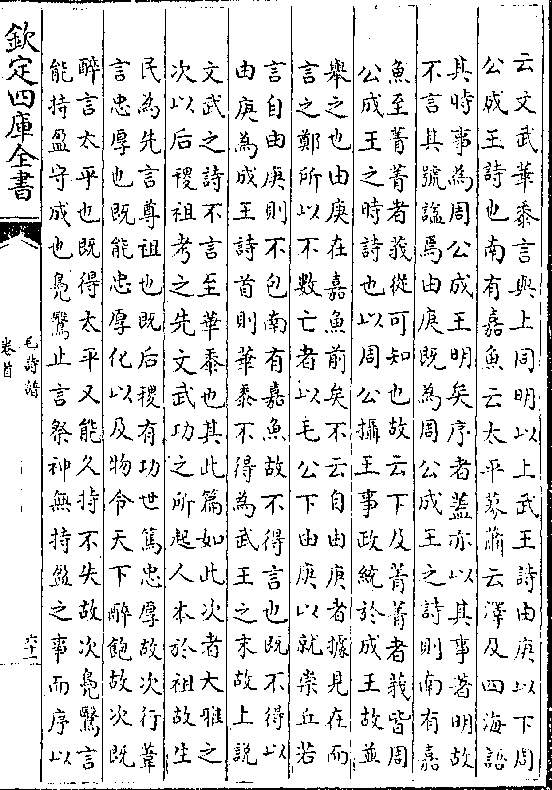 云文武華黍言與上同明以上武王詩由庚以下周
公成王詩也南有嘉魚云太平蓼蕭云澤及四海語
其時事為周公成王明矣序者蓋亦以其事著明故
不言其號諡焉由庚既為周公成王之詩則南有嘉
魚至菁菁者莪從可知也故云下及菁菁者莪皆周
公成王之時詩也以周公攝王事政統於成王故並
舉之也由庚在嘉魚前矣不云自由庚者據見在而
言之鄭所以不數亡者以毛公下由庚以就崇丘若
言自由庚則不包南有嘉魚故不得言也既不得以
由庚為成王詩首則華黍不得為武王之末故上説
文武之詩不言至華黍也其此篇如此次者大雅之
次以后稷祖考之先文武功之所起人本於祖故生
民為先言尊祖也既后稷有功世篤忠厚故次行葦
言忠厚也既能忠厚化以及物令天下醉飽故次既
醉言太平也既得太平又能久持不失故次鳧鷖言
能持盈守成也鳧鷖止言祭神無持盈之事而序以
欽定四庫全書
毛詩譜
卷首
六十一